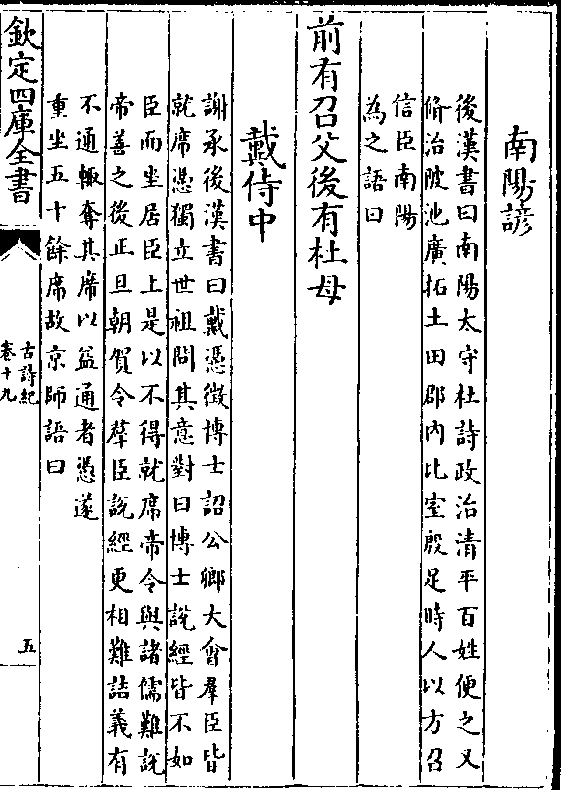 南陽諺
後漢書曰南陽太守杜詩政治清平百姓便之又
脩治陂池廣拓土田郡内比室殷足時人以方召
信臣南陽
為之語曰
前有召父後有杜母
戴侍中
謝承後漢書曰戴憑徴博士詔公卿大會羣臣皆
就席憑獨立世祖問其意對曰博士説經皆不如
臣而坐居臣上是以不得就席帝令與諸儒難説
帝善之後正旦朝賀令羣臣説經更相難詰義有
不通輙奪其席以益通者憑遂
重坐五十餘席故京師語曰
欽定四庫全書
古詩紀
卷十九
五